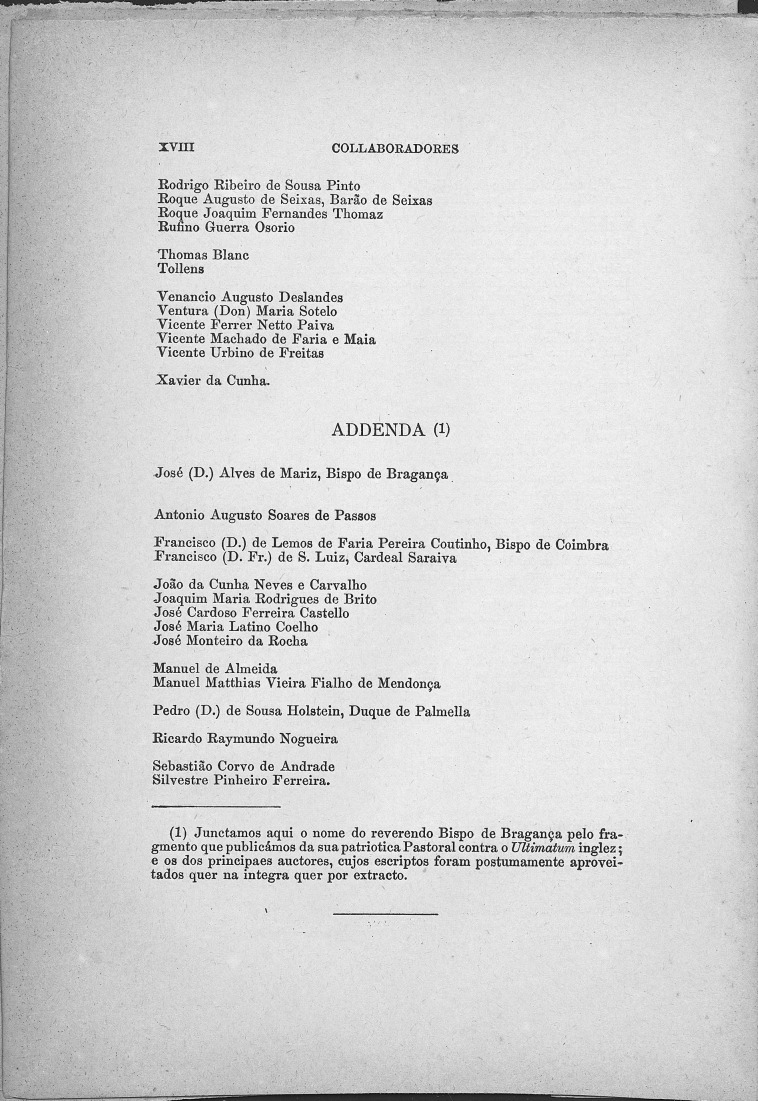 XVIII COLLABORADORES
Rodrigo Ribeiro de Sousa Pinto
Roque Augusto de Seixas, Barão de Seixas
Roque Joaquim Fernandes Thomaz
Rufino Guerra Osorio
Thomas Blanc
Tollens
Venancio Augusto Deslandes
Ventura (Don) Maria Sotelo
Vicente Ferrer Netto Paiva
Vicente Machado de Faria e Maia
Vicente Urbino de Freitas
Xavier da Cunha.
ADDENDA (1)
José (D.) Alves de Mariz, Bispo de Bragança
Antonio Augusto Soares de Passos
Francisco (D.) de Lemos de Faria Pereira Coutinho, Bispo de Coimbra
Francisco (D. Fr.) de S. Luiz, Cardeal Saraiva
João da Cunha Neves e Carvalho
Joaquim Maria Rodrigues de Brito
José Cardoso Ferreira Castello
José Maria Latino Coelho
José Monteiro da Rocha
Manuel de Almeida
Manuel Matthias Vieira Fialho de Mendonça
Pedro (D.) de Sousa Holstein, Duque de Palmella
Ricardo Raymundo Nogueira
Sebastião Corvo de Andrade
Silvestre Pinheiro Ferreira.
(1) Junctamos aqui o nome do reverendo Bispo de Bragança pelo fra-
gmento que publicámos da sua patriotica Pastoral contra o Ultimatum inglez;
e os dos principaes auctores, cujos escriptos foram postumamente aprovei-
tados quer na integra quer por extracto.